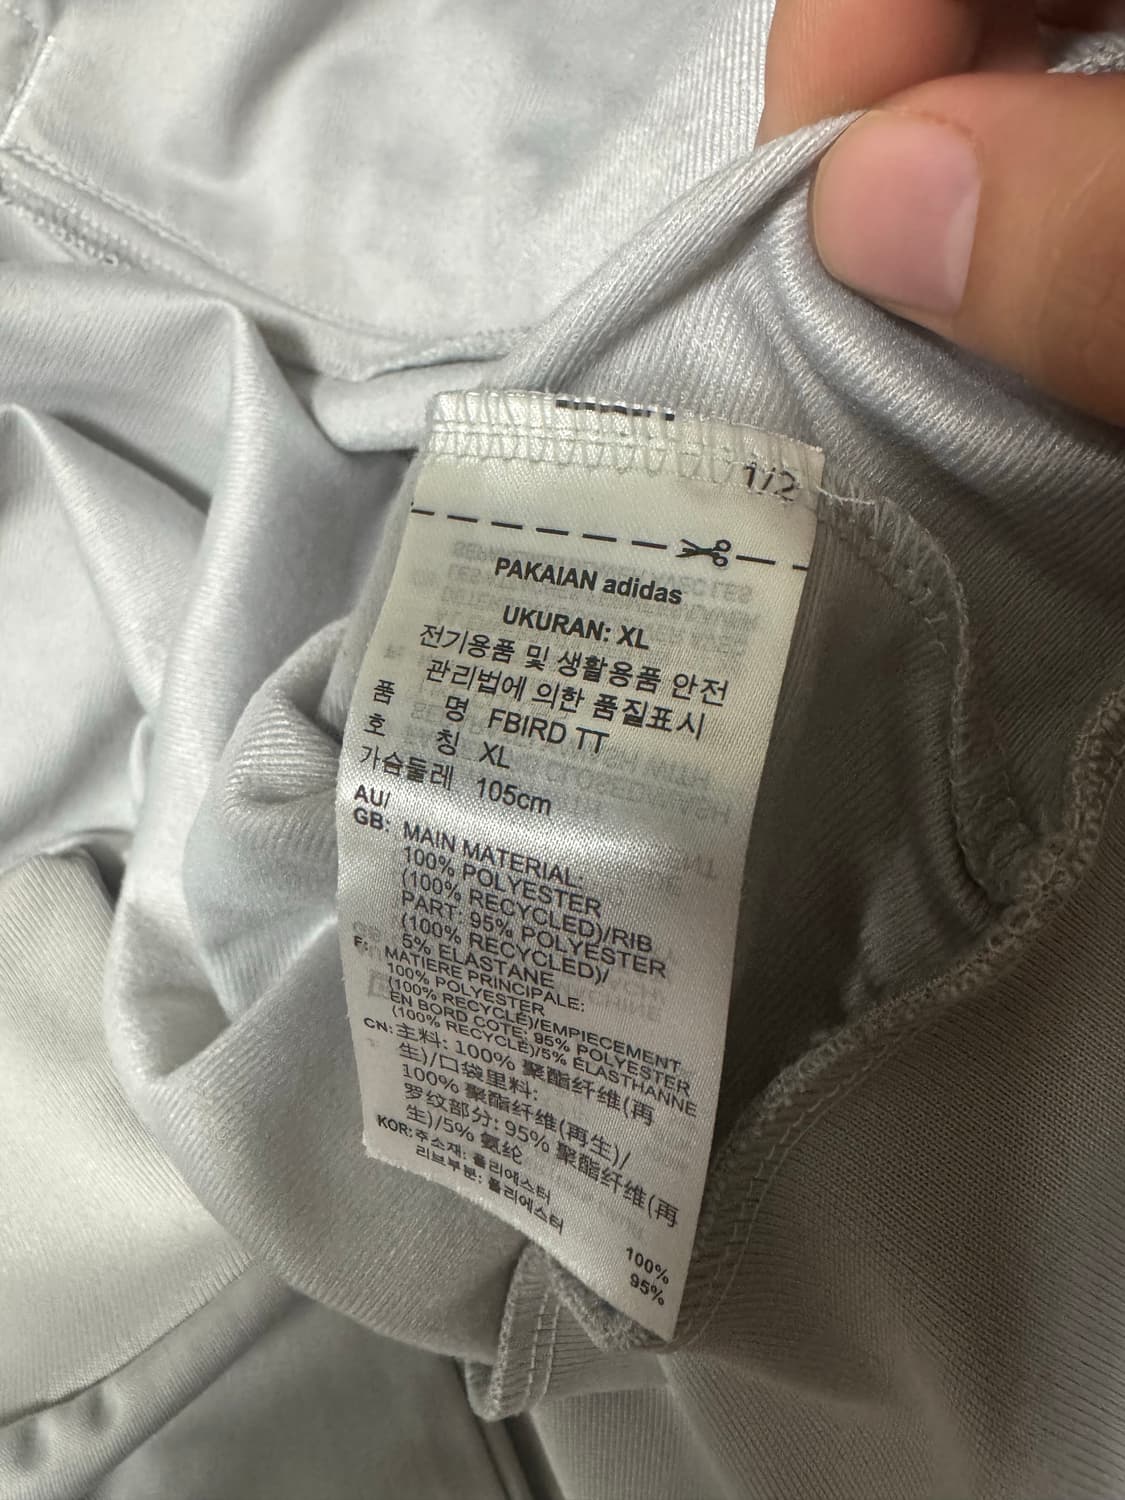 1/2
PAKAIAN adidas
UKURAN: XL
전기용품 및 생활용품 안전
관리법에 의한 품질표시
품 명 FBIRD TT
호 칭 XL
가슴둘레 105cm
AU/
GB: MAIN MATERIAL:
100% POLYESTER
(100% RECYCLED)/RIB
PART: 95% POLYESTER
(100% RECYCLED)/
5% ELASTANE
F: MATIERE PRINCIPALE:
100% POLYESTER
(100% RECYCLÉ)/EMPIECEMENT
EN BORD COTE: 95% POLYESTER
(100% RECYCLÉ)/5% ÉLASTHANNE
CN: 主料: 100% 聚酯纤维(再
生)/口袋里料:
100% 聚酯纤维(再生)/
罗纹部分: 95% 聚酯纤维(再
生)/5% 氨纶
KOR: 주소재: 폴리에스터 100%
리브부분: 폴리에스터 95%